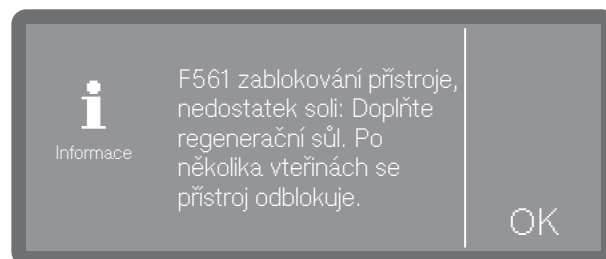 F561 zablokování přístroje,
nedostatek soli: Doplňte
regenerační sůl. Po
několika vteřinách se
přístroj odblokuje.
Informace
OK